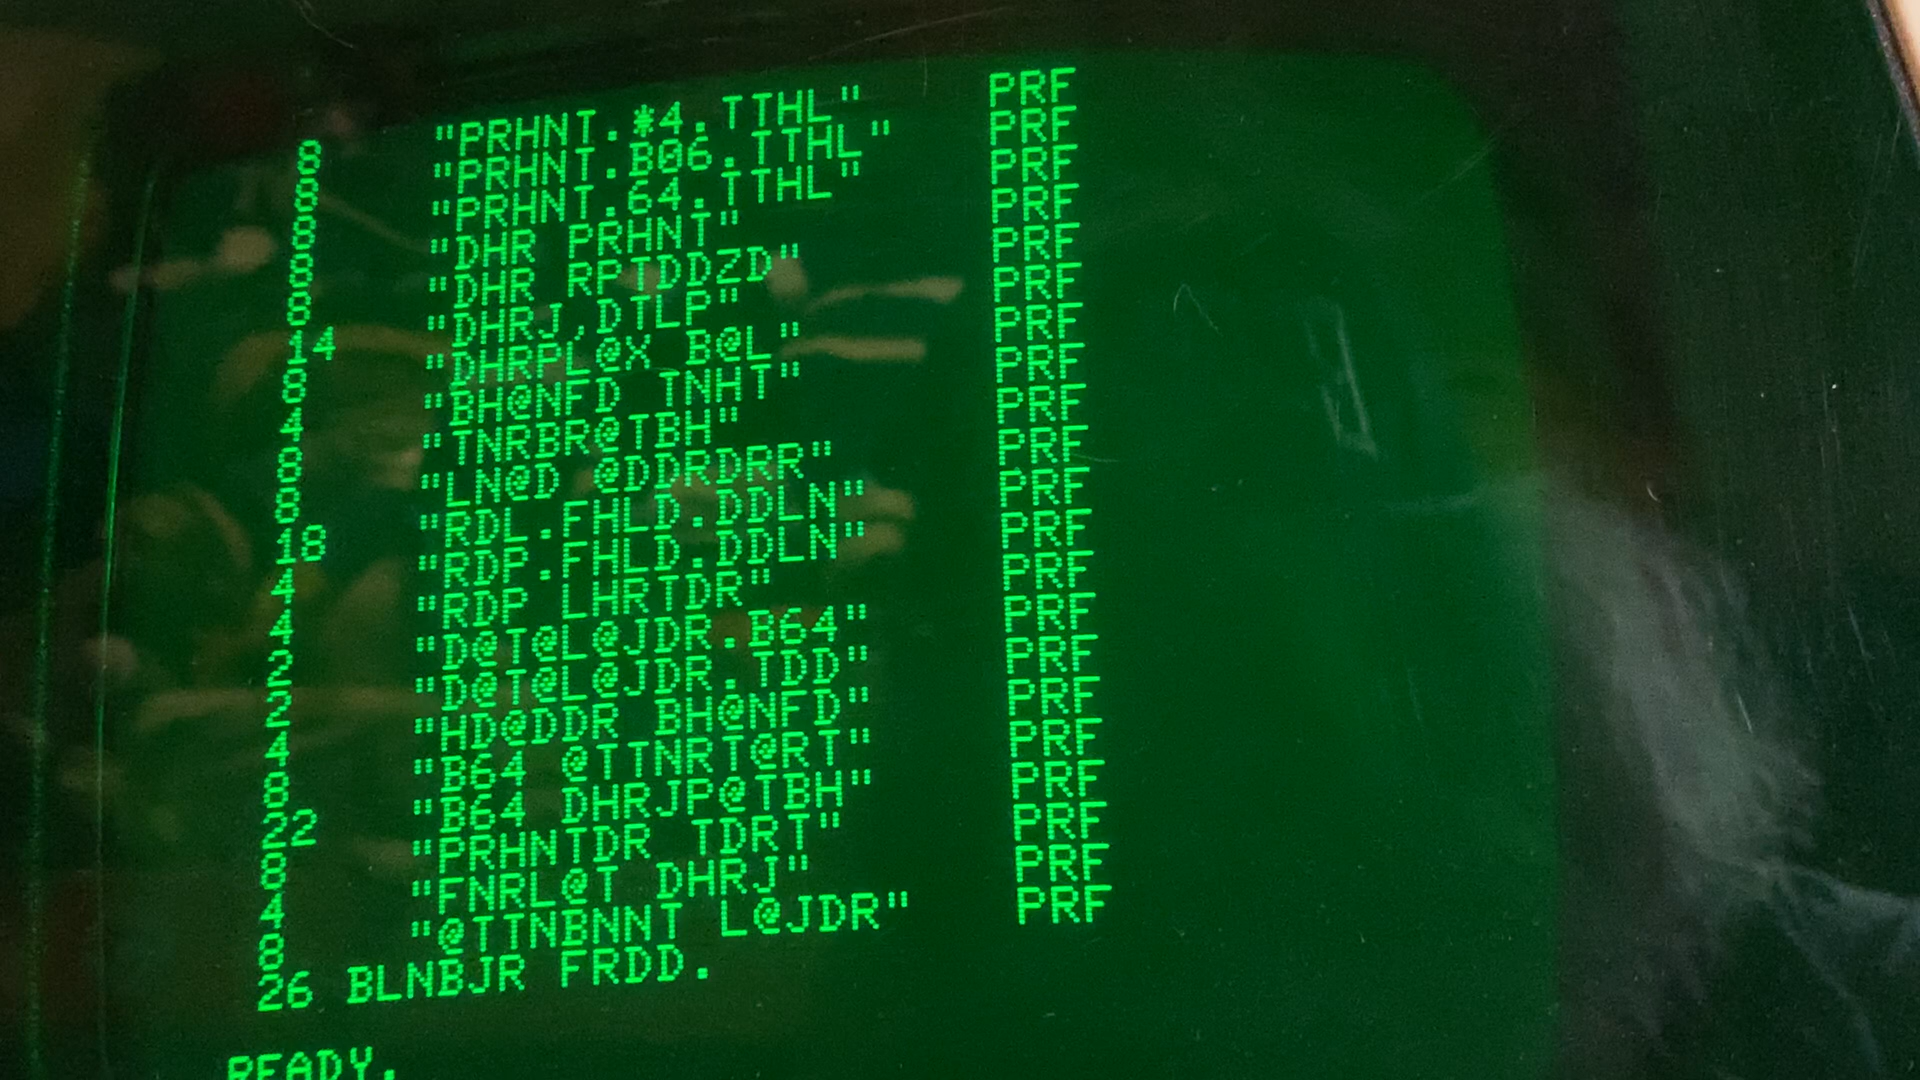 8 "PRHNT.*4.TTHL" PRF
8 "PRHNT.B06.TTHL" PRF
8 "PRHNT.64.TTHL" PRF
8 "DHR PRHNT" PRF
8 "DHR RPTDDZD" PRF
14 "DHRJ,DTLP" PRF
8 "DHRPL@X B@L" PRF
4 "BH@NFD TNHT" PRF
8 "TNRBR@TBH" PRF
8 "LN@D @DDRDRR" PRF
18 "RDL.FHLD.DDLN" PRF
4 "RDP.FHLD.DDLN" PRF
4 "RDP LHRTDR" PRF
2 "D@T@L@JDR.B64" PRF
2 "D@T@L@JDR.TDD" PRF
4 "HD@DDR BH@NFD" PRF
8 "B64 @TTNRT@RT" PRF
22 "B64 DHRJP@TBH" PRF
8 "PRHNTDR TDRT" PRF
4 "FNRL@T DHRJ" PRF
8 "@TTNBNNT L@JDR" PRF
26 BLNBJR FRDD.
READY.